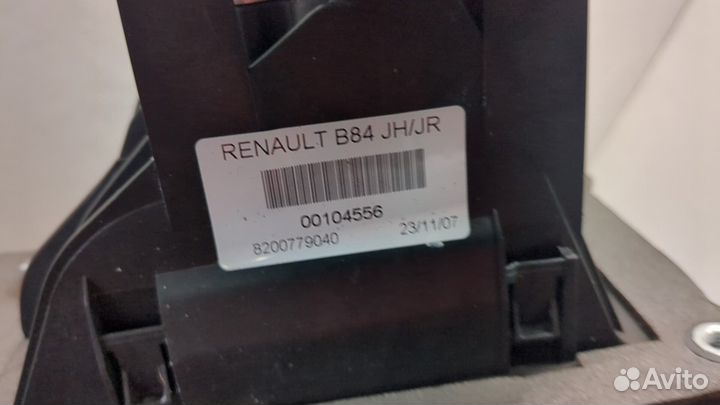 RENAULT B84 JH/JR
00104556
8200779040 23/11/07
Avito